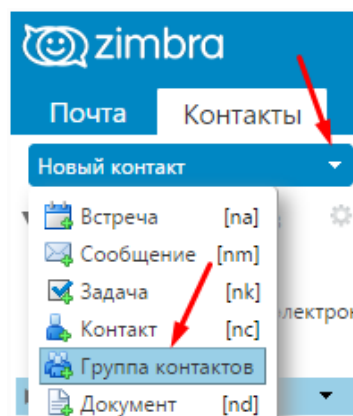 zimbra
Почта Контакты
Новый контакт
Встреча [na]
Сообщение [nm]
Задача [nk]
Контакт [nc]
Группа контактов
Документ [nd]